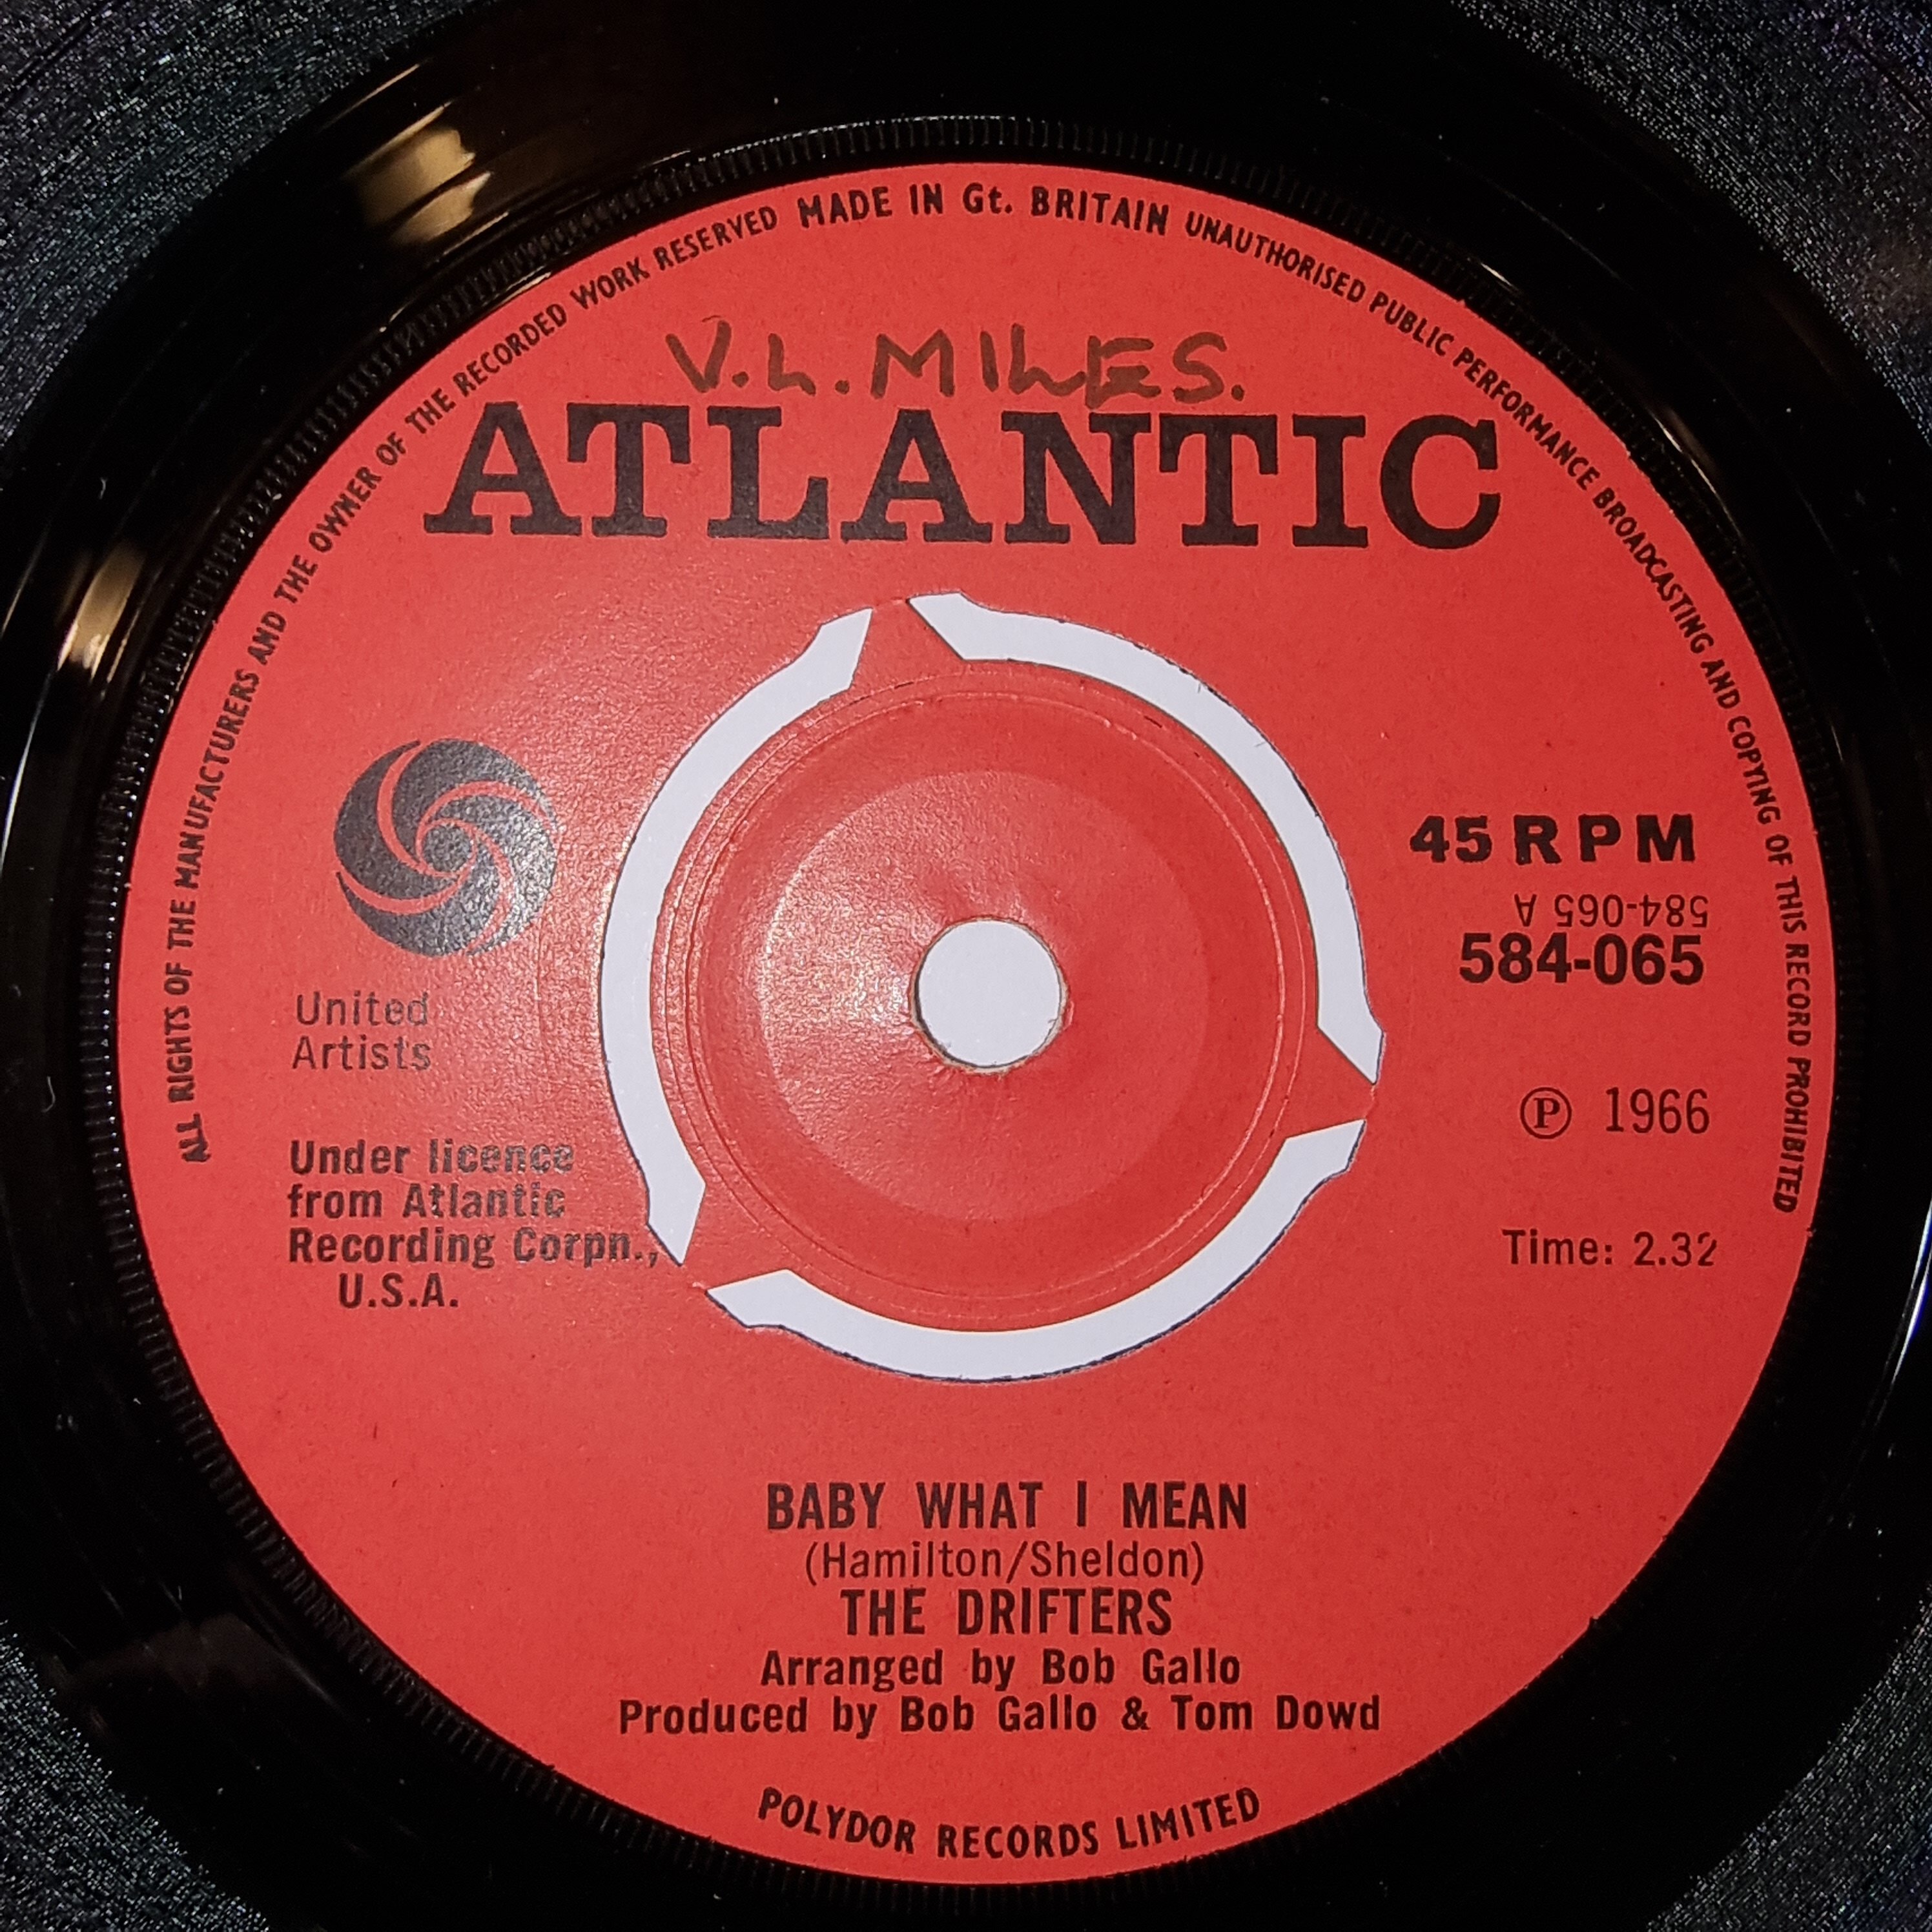 ALL RIGHTS OF THE MANUFACTURERS AND THE OWNER OF THE RECORDED WORK RESERVED MADE IN Gt. BRITAIN UNAUTHORISED PUBLIC PERFORMANCE BROADCASTING AND COPYING OF THIS RECORD PROHIBITED
V.L. MILES.
ATLANTIC
45 RPM
584-065 A
584-065
United
Artists
℗ 1966
Under licence
from Atlantic
Recording Corpn.,
U.S.A.
Time: 2.32
BABY WHAT I MEAN
(Hamilton/Sheldon)
THE DRIFTERS
Arranged by Bob Gallo
Produced by Bob Gallo & Tom Dowd
POLYDOR RECORDS LIMITED